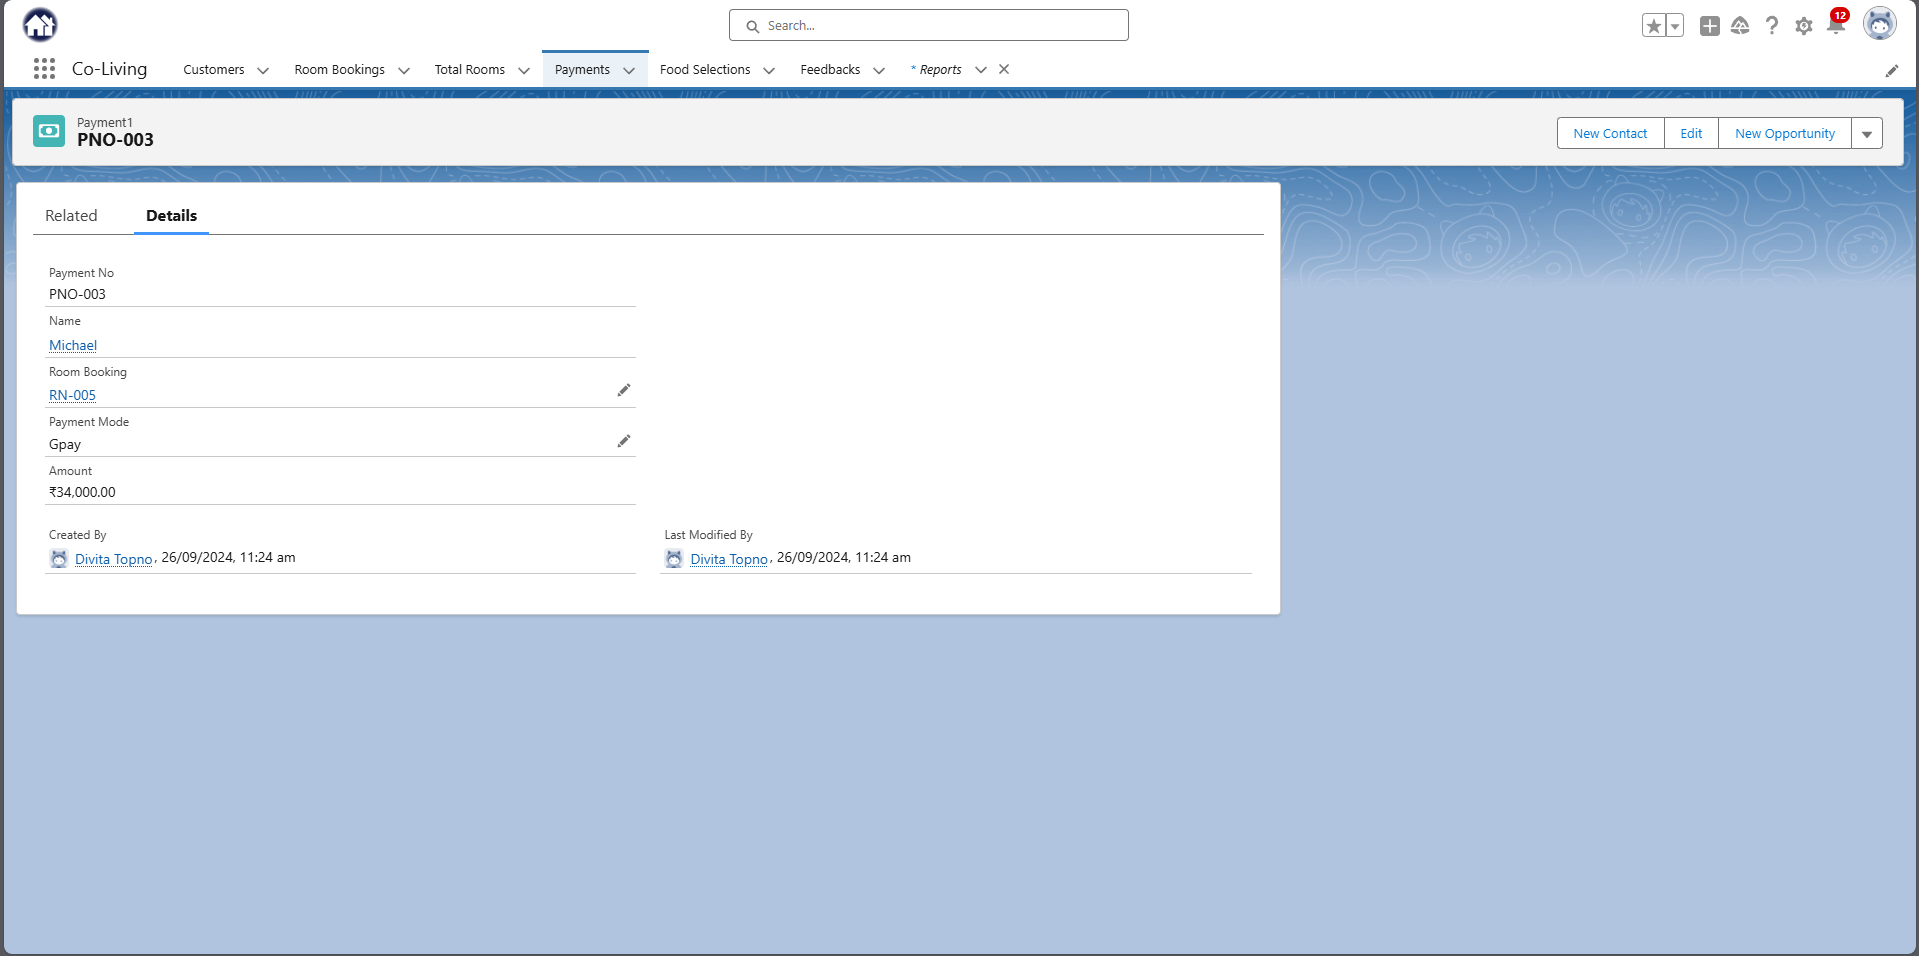 Search...
12
Co-Living
Customers
Room Bookings
Total Rooms
Payments
Food Selections
Feedbacks
* Reports
Payment1
PNO-003
New Contact
Edit
New Opportunity
Related
Details
Payment No
PNO-003
Name
Michael
Room Booking
RN-005
Payment Mode
Gpay
Amount
₹34,000.00
Created By
Divita Topno, 26/09/2024, 11:24 am
Last Modified By
Divita Topno, 26/09/2024, 11:24 am